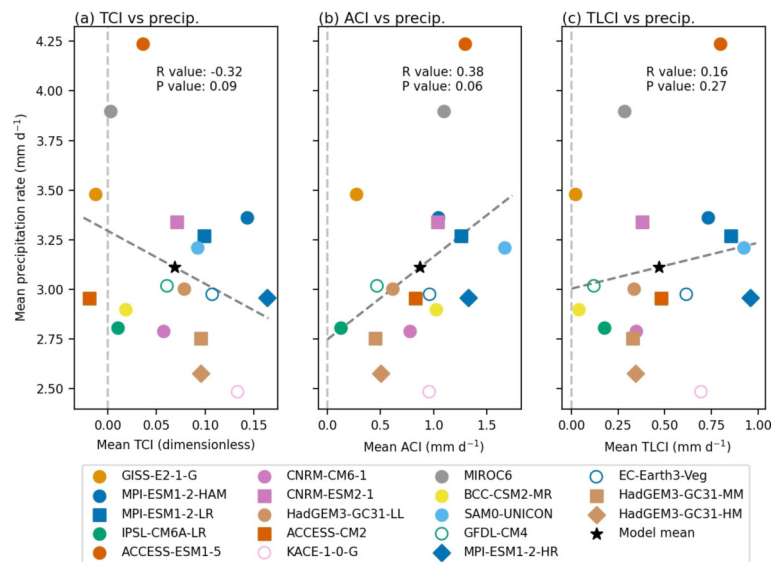 (a) TCI vs precip.
(b) ACI vs precip.
(c) TLCI vs precip.
R value: -0.32
P value: 0.09
R value: 0.38
P value: 0.06
R value: 0.16
P value: 0.27
Mean precipitation rate (mm d⁻¹)
4.25
4.00
3.75
3.50
3.25
3.00
2.75
2.50
0.00 0.05 0.10 0.15
0.0 0.5 1.0 1.5
0.00 0.25 0.50 0.75 1.00
Mean TCI (dimensionless)
Mean ACI (mm d⁻¹)
Mean TLCI (mm d⁻¹)
GISS-E2-1-G
MPI-ESM1-2-HAM
MPI-ESM1-2-LR
IPSL-CM6A-LR
ACCESS-ESM1-5
CNRM-CM6-1
CNRM-ESM2-1
HadGEM3-GC31-LL
ACCESS-CM2
KACE-1-0-G
MIROC6
BCC-CSM2-MR
SAM0-UNICON
GFDL-CM4
MPI-ESM1-2-HR
EC-Earth3-Veg
HadGEM3-GC31-MM
HadGEM3-GC31-HM
Model mean